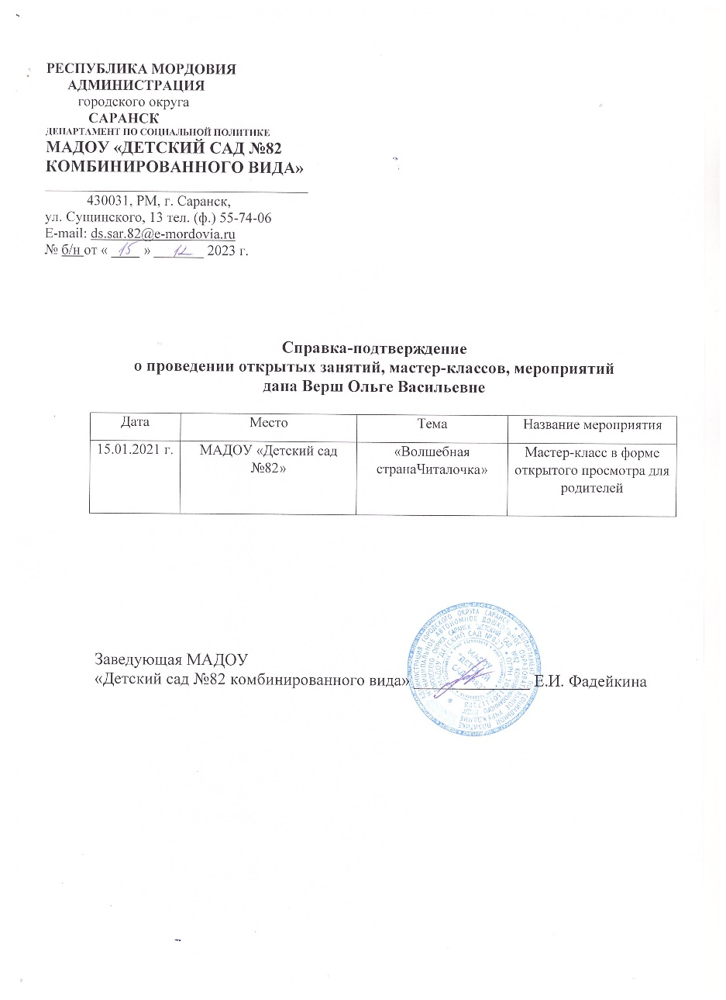 РЕСПУБЛИКА МОРДОВИЯ
АДМИНИСТРАЦИЯ
городского округа
САРАНСК
ДЕПАРТАМЕНТ ПО СОЦИАЛЬНОЙ ПОЛИТИКЕ
МАДОУ «ДЕТСКИЙ САД №82
КОМБИНИРОВАННОГО ВИДА»
430031, РМ, г. Саранск,
ул. Сущинского, 13 тел. (ф.) 55-74-06
E-mail: ds.sar.82@e-mordovia.ru
№ б/н от « 15 » 12 2023 г.
Справка-подтверждение
о проведении открытых занятий, мастер-классов, мероприятий
дана Верш Ольге Васильевне
Дата Место Тема Название мероприятия
15.01.2021 г. МАДОУ «Детский сад №82» «Волшебная странаЧиталочка» Мастер-класс в форме открытого просмотра для родителей
Заведующая МАДОУ
«Детский сад №82 комбинированного вида» Е.И. Фадейкина